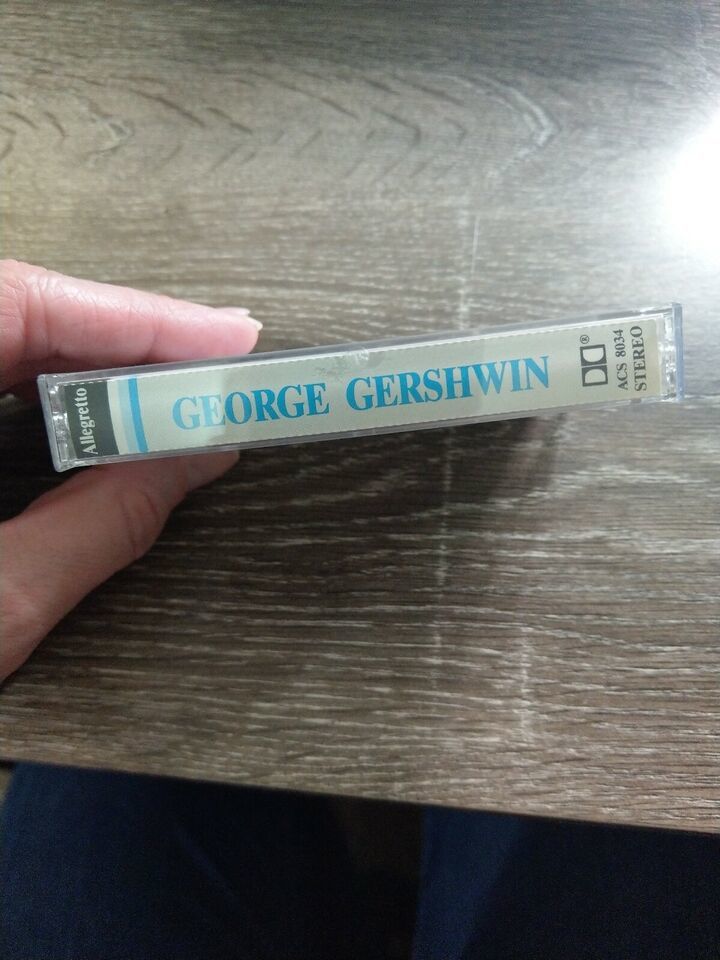 Allegretto
GEORGE GERSHWIN
®
ACS 8034
STEREO